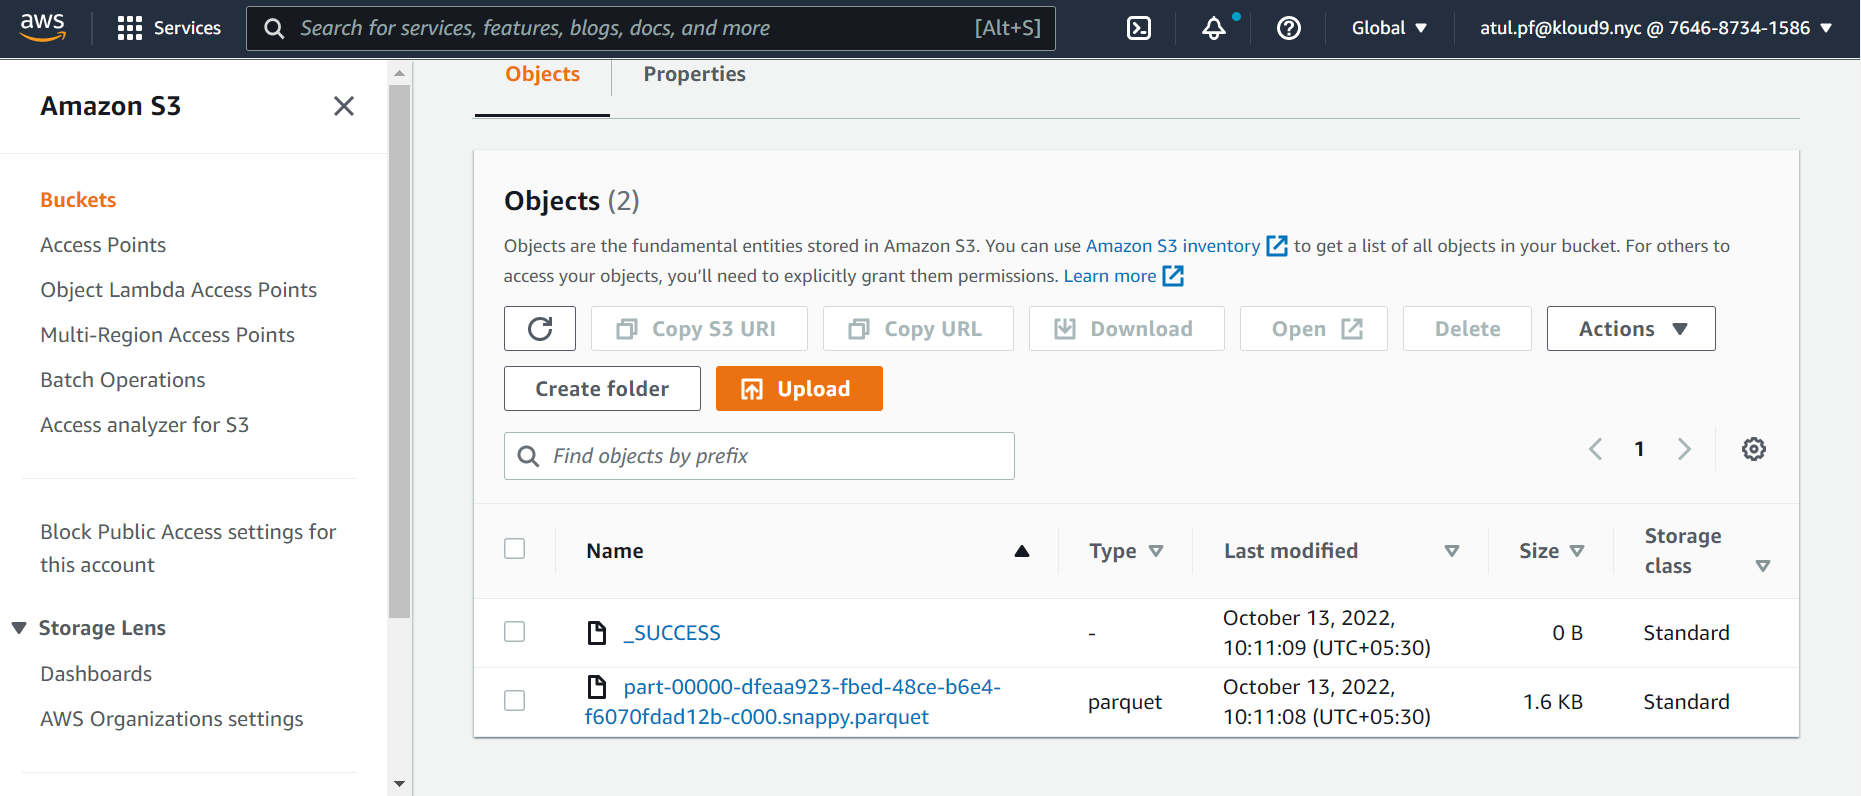 aws
Services
Search for services, features, blogs, docs, and more
[Alt+S]
Global
atul.pf@kloud9.nyc @ 7646-8734-1586
Amazon S3
Buckets
Access Points
Object Lambda Access Points
Multi-Region Access Points
Batch Operations
Access analyzer for S3
Block Public Access settings for
this account
Storage Lens
Dashboards
AWS Organizations settings
Objects
Properties
Objects (2)
Objects are the fundamental entities stored in Amazon S3. You can use Amazon S3 inventory to get a list of all objects in your bucket. For others to
access your objects, you’ll need to explicitly grant them permissions. Learn more
Copy S3 URI
Copy URL
Download
Open
Delete
Actions
Create folder
Upload
Find objects by prefix
1
Name
Type
Last modified
Size
Storage
class
_SUCCESS
-
October 13, 2022,
10:11:09 (UTC+05:30)
0 B
Standard
part-00000-dfeaa923-fbed-48ce-b6e4-
f6070fdad12b-c000.snappy.parquet
parquet
October 13, 2022,
10:11:08 (UTC+05:30)
1.6 KB
Standard